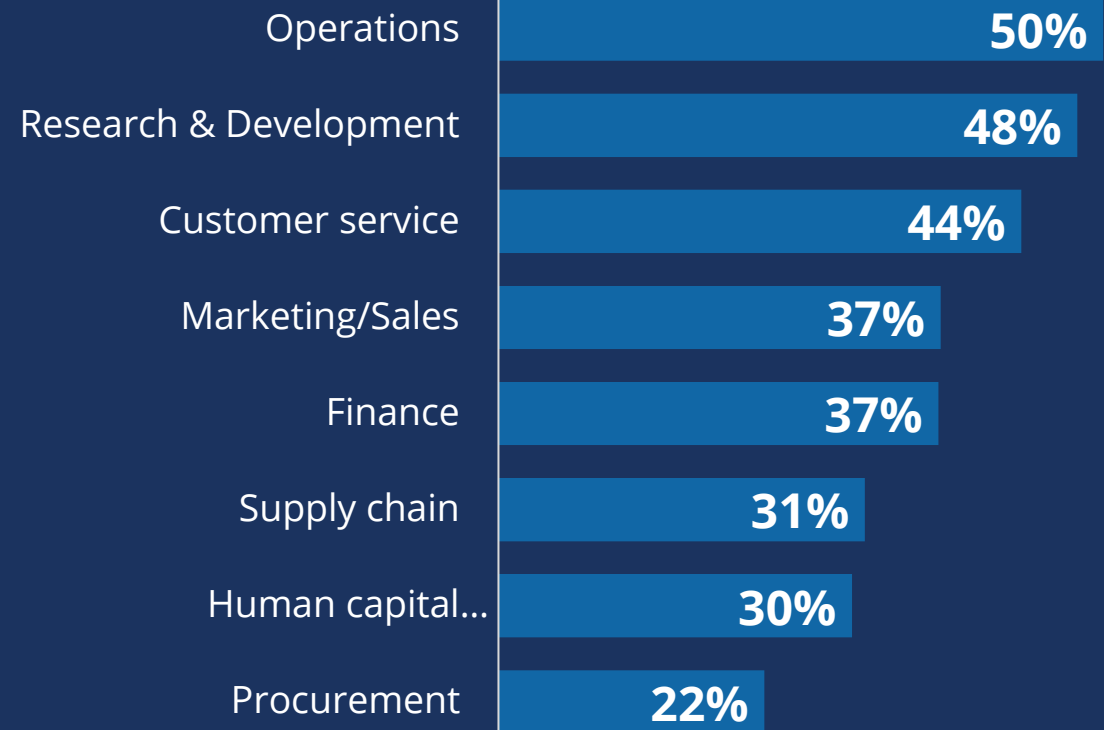 Operations 50%
Research & Development 48%
Customer service 44%
Marketing/Sales 37%
Finance 37%
Supply chain 31%
Human capital... 30%
Procurement 22%